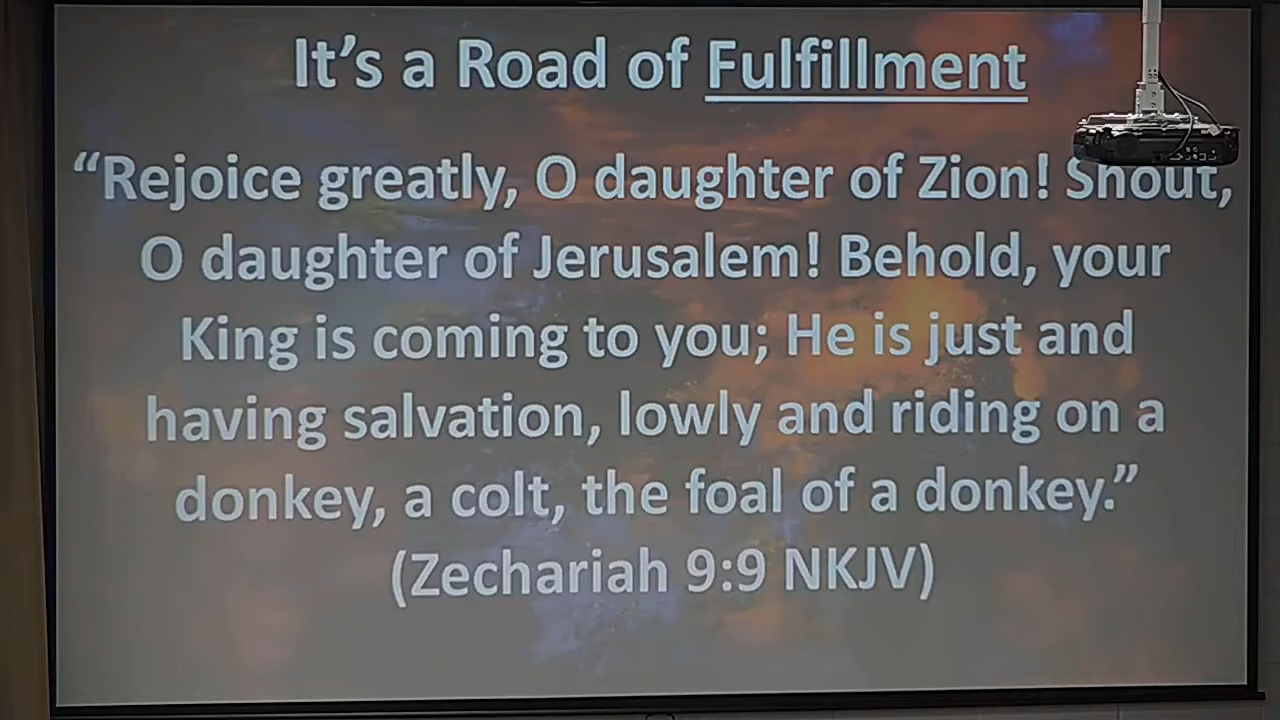 It's a Road of Fulfillment
“Rejoice greatly, O daughter of Zion! Shout,
O daughter of Jerusalem! Behold, your
King is coming to you; He is just and
having salvation, lowly and riding on a
donkey, a colt, the foal of a donkey.”
(Zechariah 9:9 NKJV)